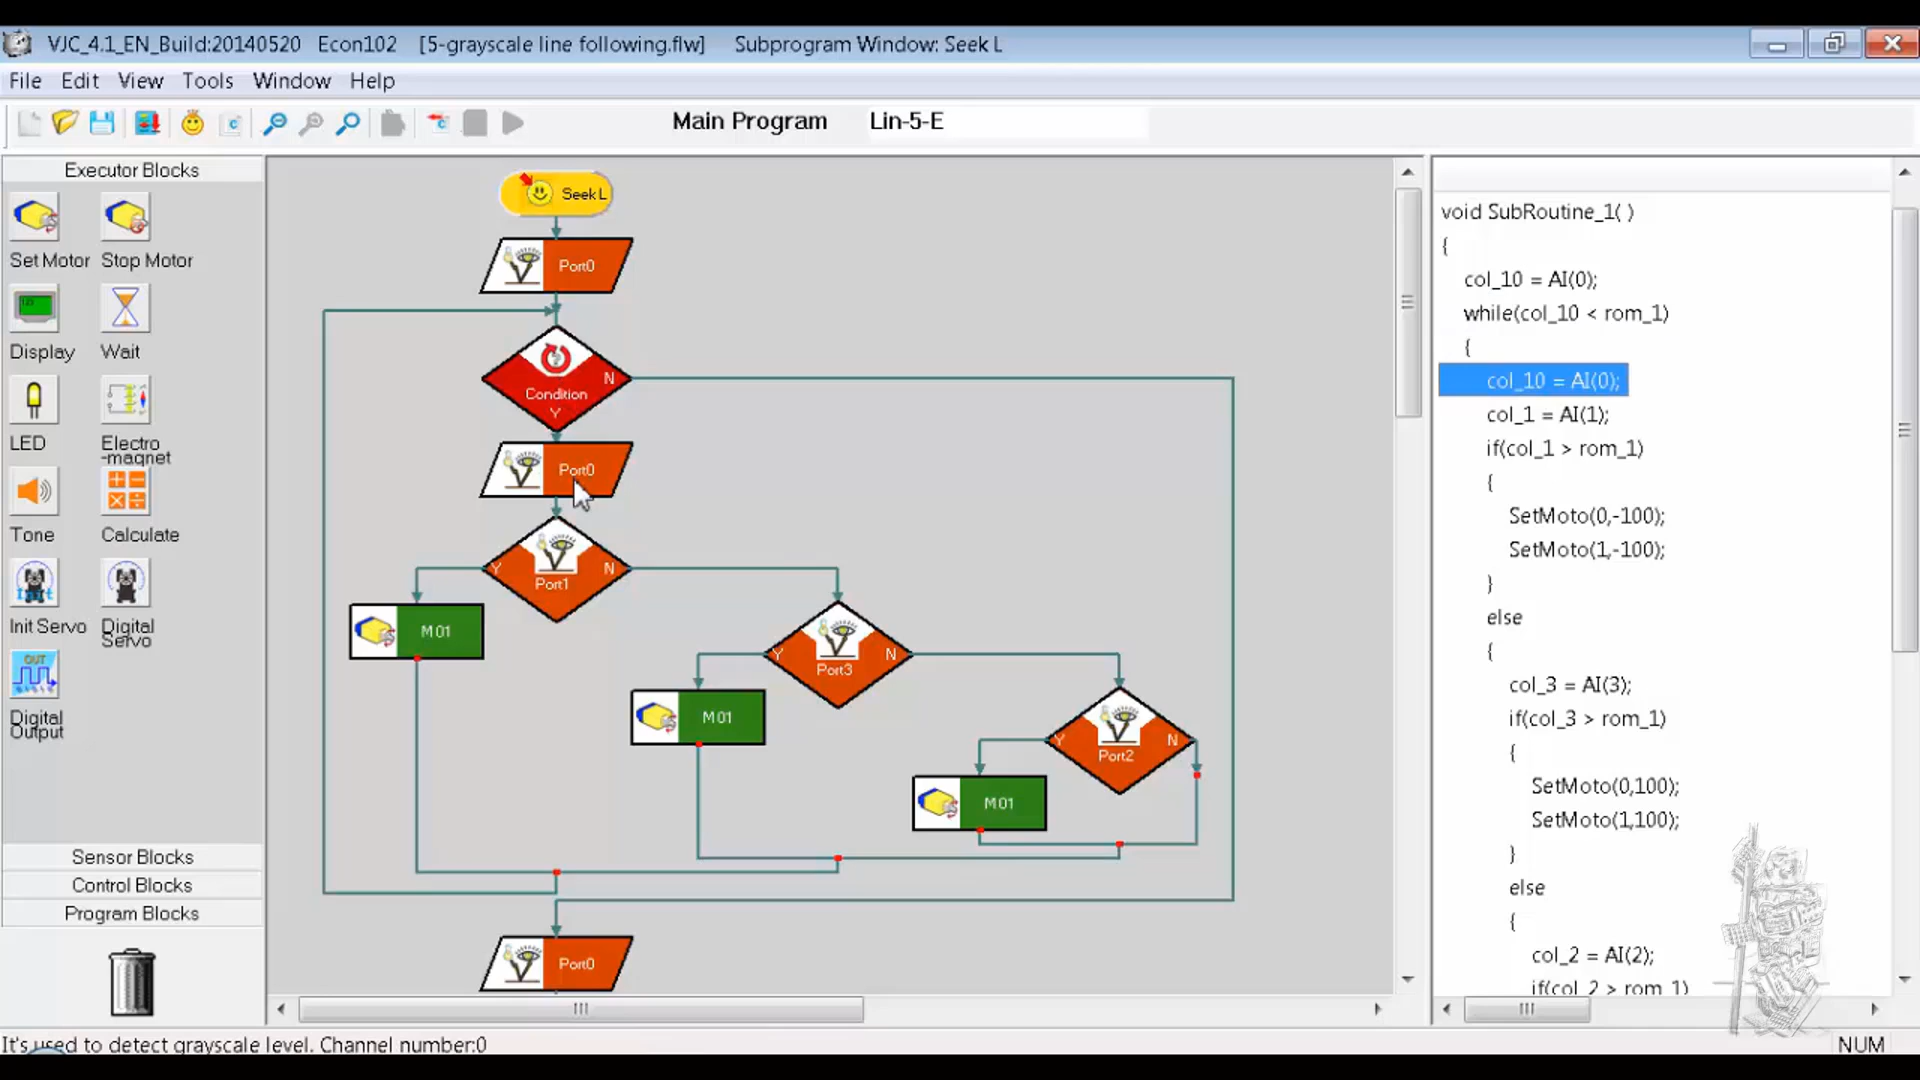 VJC_4.1_EN_Build:20140520 Econ102 [5-grayscale line following.flw] Subprogram Window: Seek L
File Edit View Tools Window Help
Main Program Lin-5-E
Executor Blocks
Set Motor Stop Motor
Display Wait
LED Electro
-maqnet
Tone Calculate
Init Servo Digital
Servo
OUT
Digital
Output
Sensor Blocks
Control Blocks
Program Blocks
Seek L
Port0
Condition
Y
N
Port0
Y Port1 N
M01
Y Port3 N
M01
Y Port2 N
M01
Port0
void SubRoutine_1( )
{
col_10 = AI(0);
while(col_10 < rom_1)
{
col_10 = AI(0);
col_1 = AI(1);
if(col_1 > rom_1)
{
SetMoto(0,-100);
SetMoto(1,-100);
}
else
{
col_3 = AI(3);
if(col_3 > rom_1)
{
SetMoto(0,100);
SetMoto(1,100);
}
else
{
col_2 = AI(2);
if(col_2 > rom_1)
It's used to detect grayscale level. Channel number:0
NUM